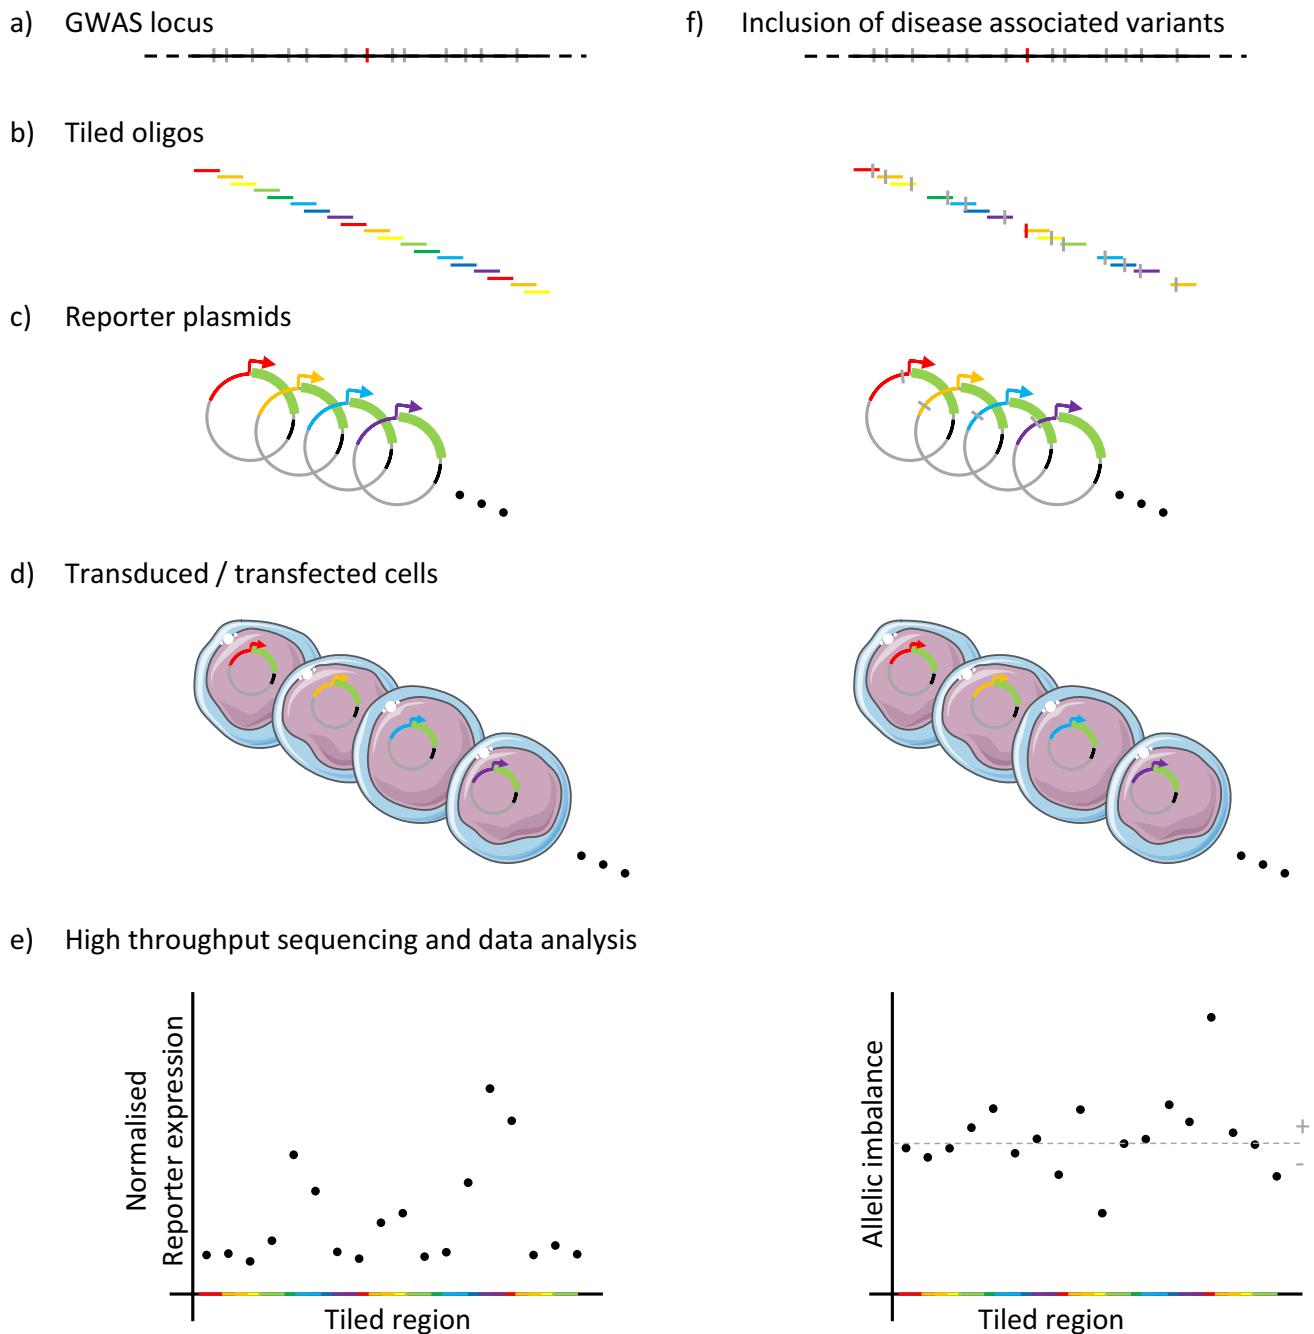 a) GWAS locus
f) Inclusion of disease associated variants
b) Tiled oligos
c) Reporter plasmids
d) Transduced / transfected cells
e) High throughput sequencing and data analysis
Normalised
Reporter expression
Tiled region
Allelic imbalance
+
-
Tiled region